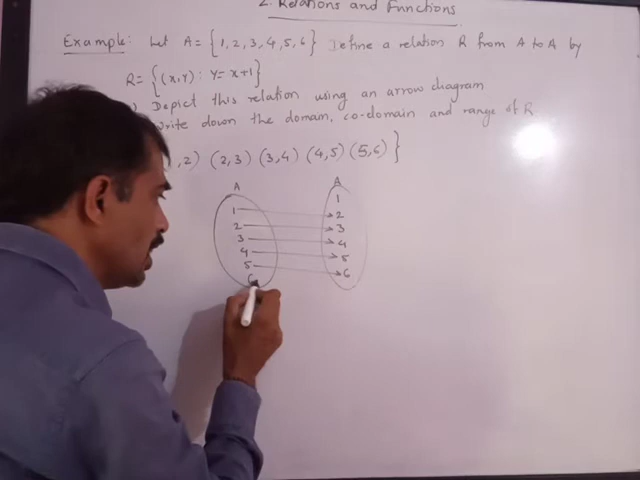 2. Relations and Functions
Example: Let A = {1, 2, 3, 4, 5, 6} Define a relation R from A to A by
R = {(x,y) : y = x+1}
) Depict this relation using an arrow diagram
write down the domain, co-domain and range of R
, 2) (2,3) (3,4) (4,5) (5,6) }
A A
1
1 2
2 3
3 4
4 5
5 6
6